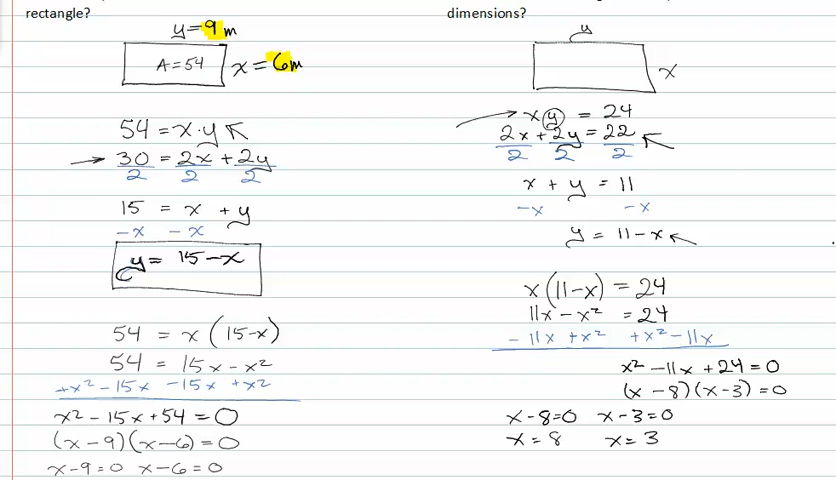 rectangle?
y = 9 m
A = 54
x = 6m
54 = x · y
30 = 2x + 2y
2 2 2
15 = x + y
-x -x
y = 15 - x
54 = x (15-x)
54 = 15x - x²
+x² - 15x -15x +x²
x² - 15x + 54 = 0
(x - 9)(x - 6) = 0
x - 9 = 0 x - 6 = 0
dimensions?
y
x
xy = 24
2x + 2y = 22
2 2 2
x + y = 11
-x -x
y = 11 - x
x(11-x) = 24
11x - x² = 24
- 11x + x² + x² - 11x
x² - 11x + 24 = 0
(x - 8)(x - 3) = 0
x - 8 = 0 x - 3 = 0
x = 8 x = 3